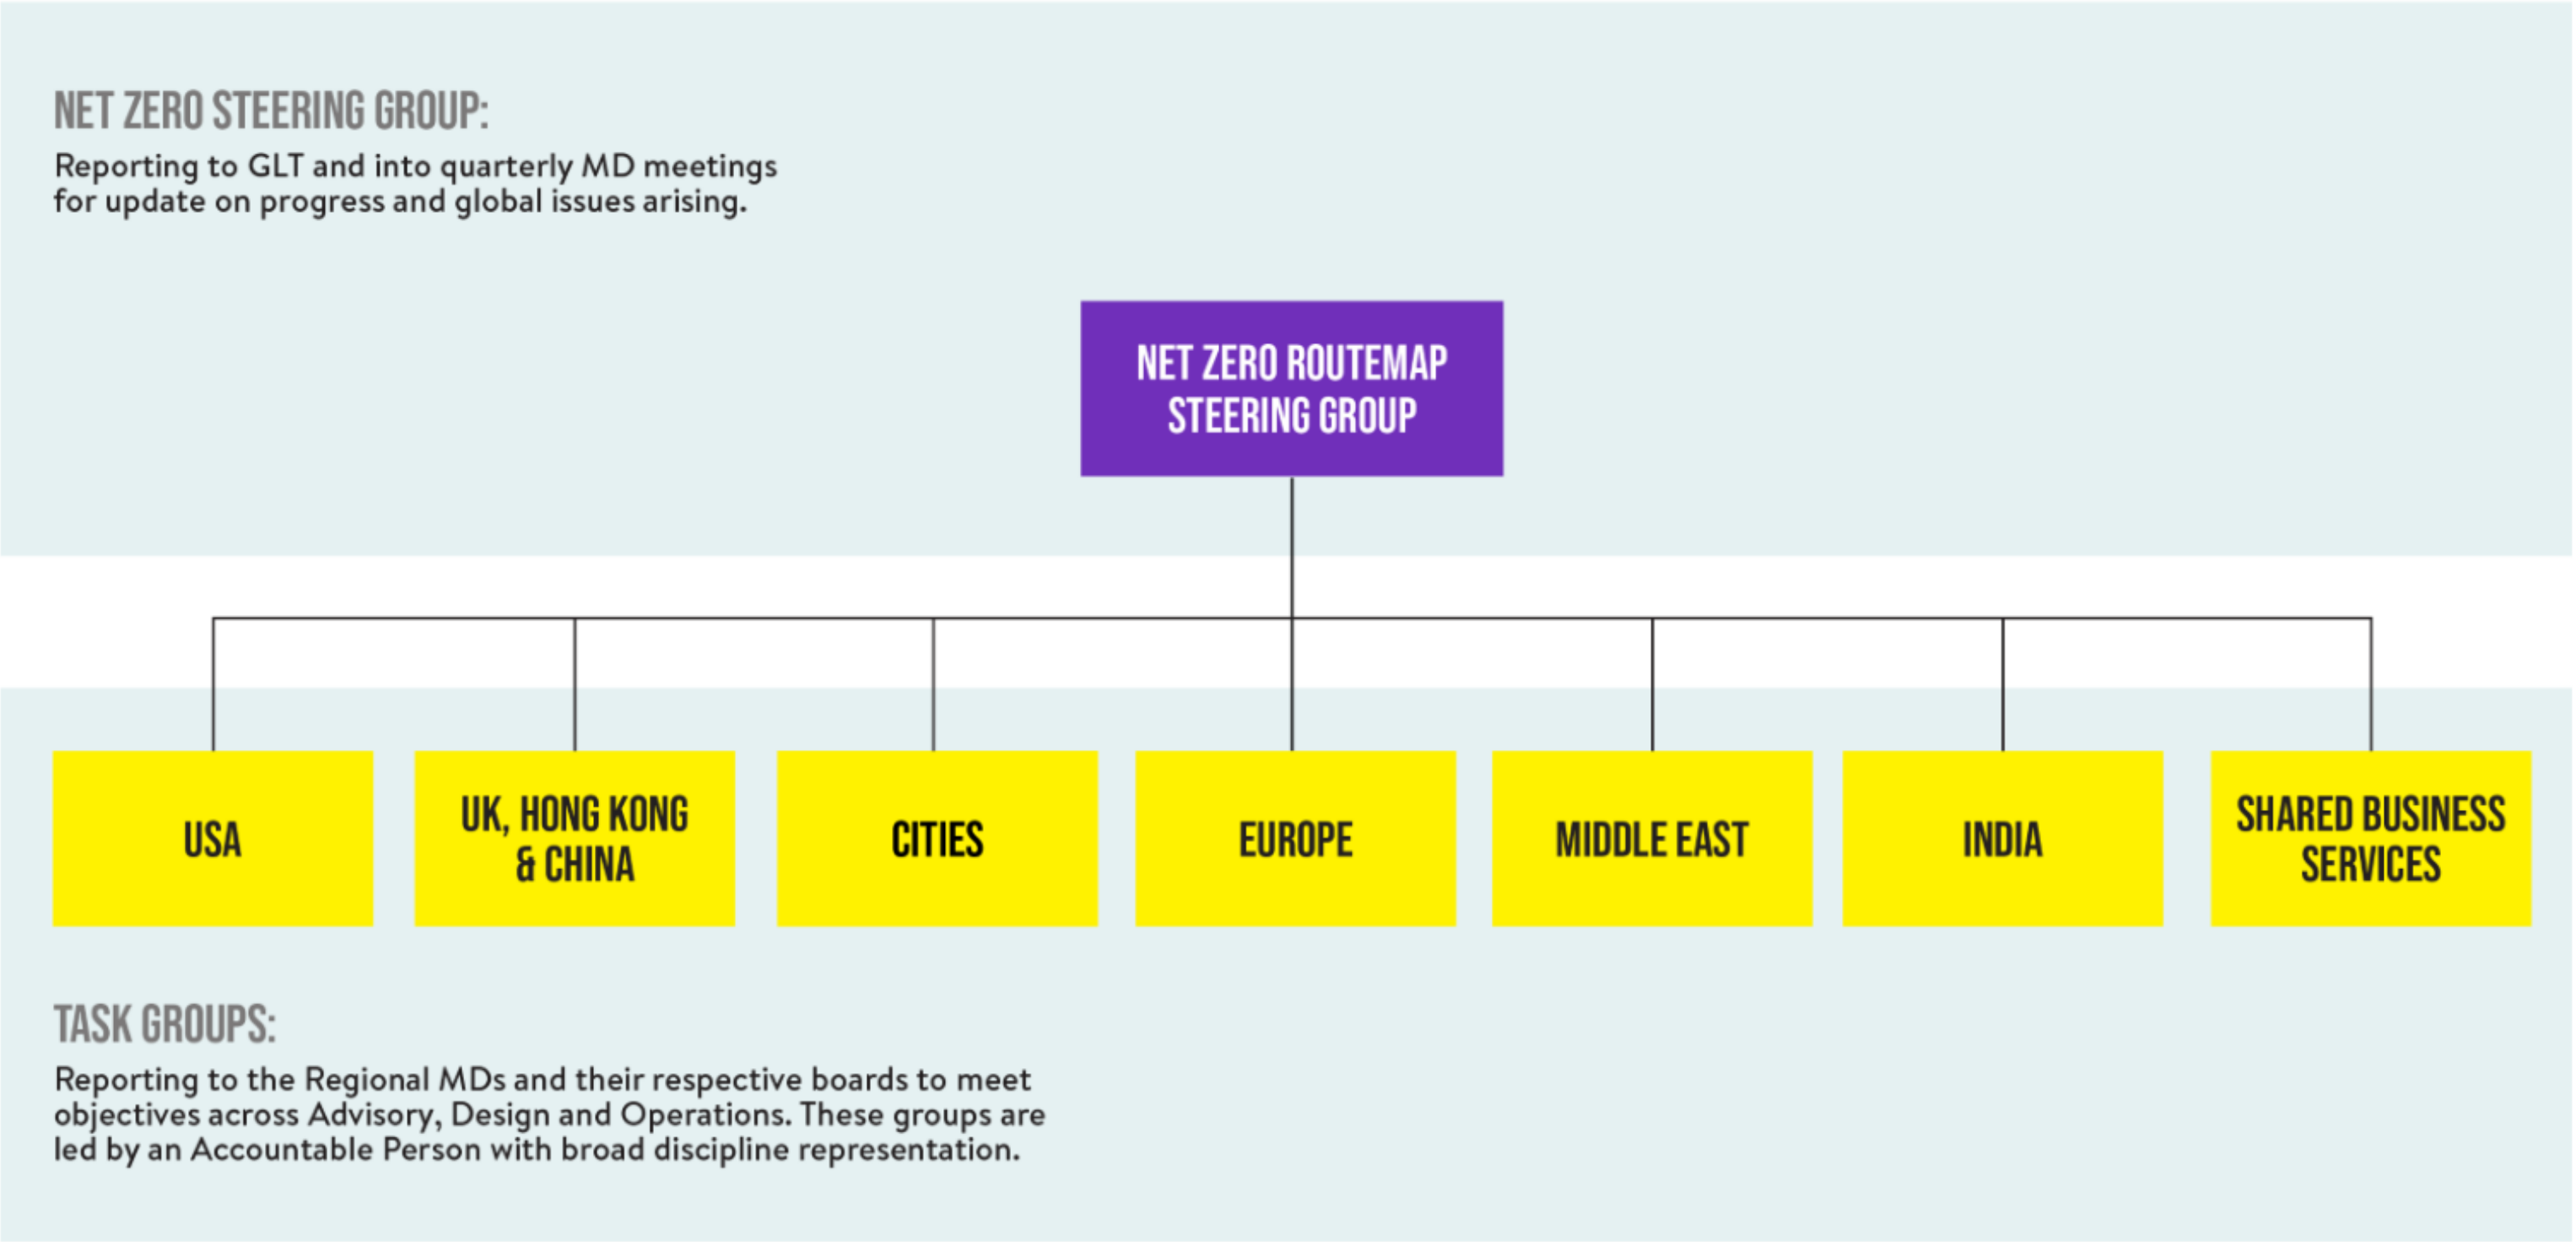 NET ZERO STEERING GROUP:
Reporting to GLT and into quarterly MD meetings
for update on progress and global issues arising.
NET ZERO ROUTEMAP
STEERING GROUP
USA
UK, HONG KONG
& CHINA
CITIES
EUROPE
MIDDLE EAST
INDIA
SHARED BUSINESS
SERVICES
TASK GROUPS:
Reporting to the Regional MDs and their respective boards to meet
objectives across Advisory, Design and Operations. These groups are
led by an Accountable Person with broad discipline representation.